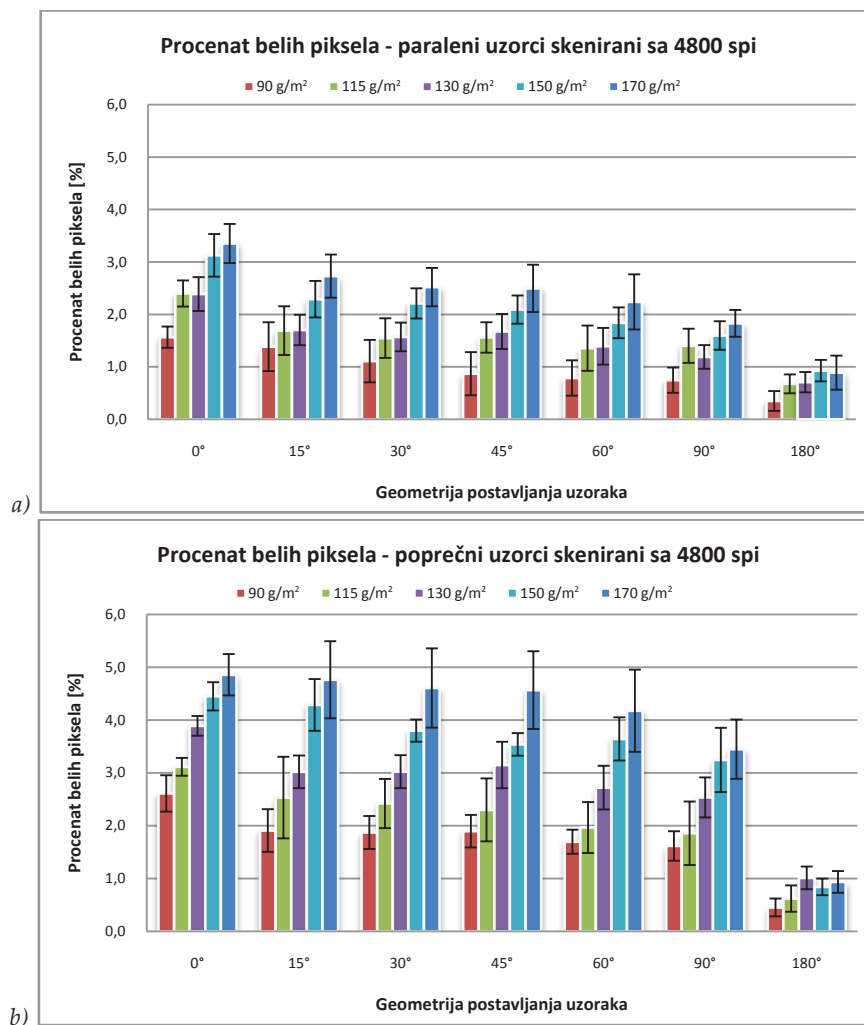 Procenat belih piksela - paraleni uzorci skenirani sa 4800 spi
90 g/m² 115 g/m² 130 g/m² 150 g/m² 170 g/m²
Procenat belih piksela [%]
6,0
5,0
4,0
3,0
2,0
1,0
0,0
0° 15° 30° 45° 60° 90° 180°
Geometrija postavljanja uzoraka
a)
Procenat belih piksela - poprečni uzorci skenirani sa 4800 spi
90 g/m² 115 g/m² 130 g/m² 150 g/m² 170 g/m²
Procenat belih piksela [%]
6,0
5,0
4,0
3,0
2,0
1,0
0,0
0° 15° 30° 45° 60° 90° 180°
Geometrija postavljanja uzoraka
b)